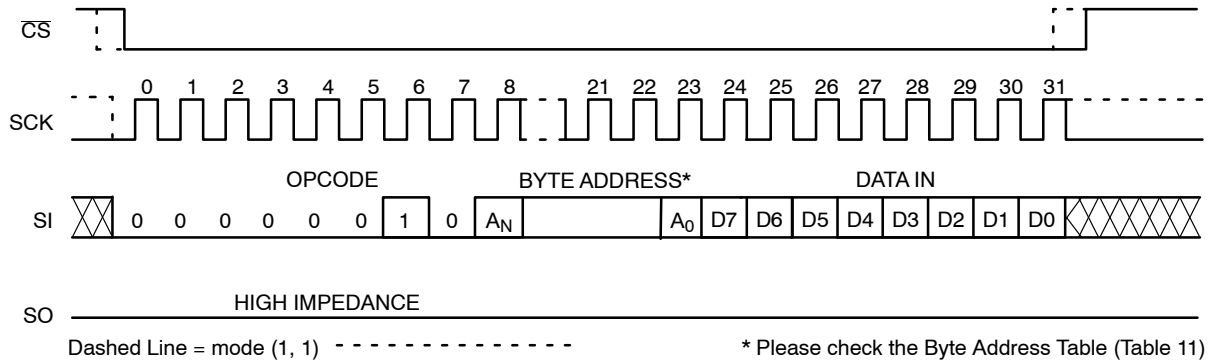 CS
0 1 2 3 4 5 6 7 8 21 22 23 24 25 26 27 28 29 30 31
SCK
OPCODE BYTE ADDRESS* DATA IN
SI 0 0 0 0 0 0 1 0 AN A0 D7 D6 D5 D4 D3 D2 D1 D0
HIGH IMPEDANCE
SO
Dashed Line = mode (1, 1) * Please check the Byte Address Table (Table 11)